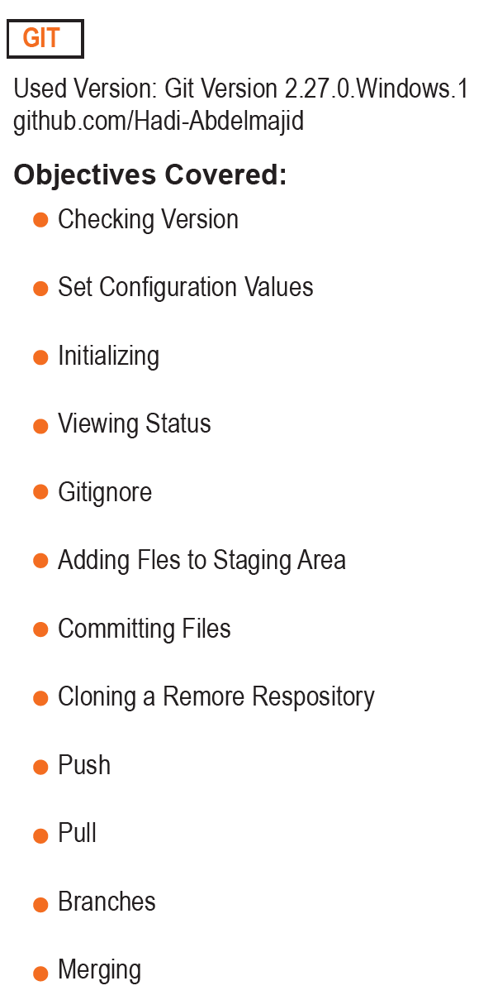 GIT
Used Version: Git Version 2.27.0.Windows.1
github.com/Hadi-Abdelmajid
Objectives Covered:
Checking Version
Set Configuration Values
Initializing
Viewing Status
Gitignore
Adding Fles to Staging Area
Committing Files
Cloning a Remore Respository
Push
Pull
Branches
Merging